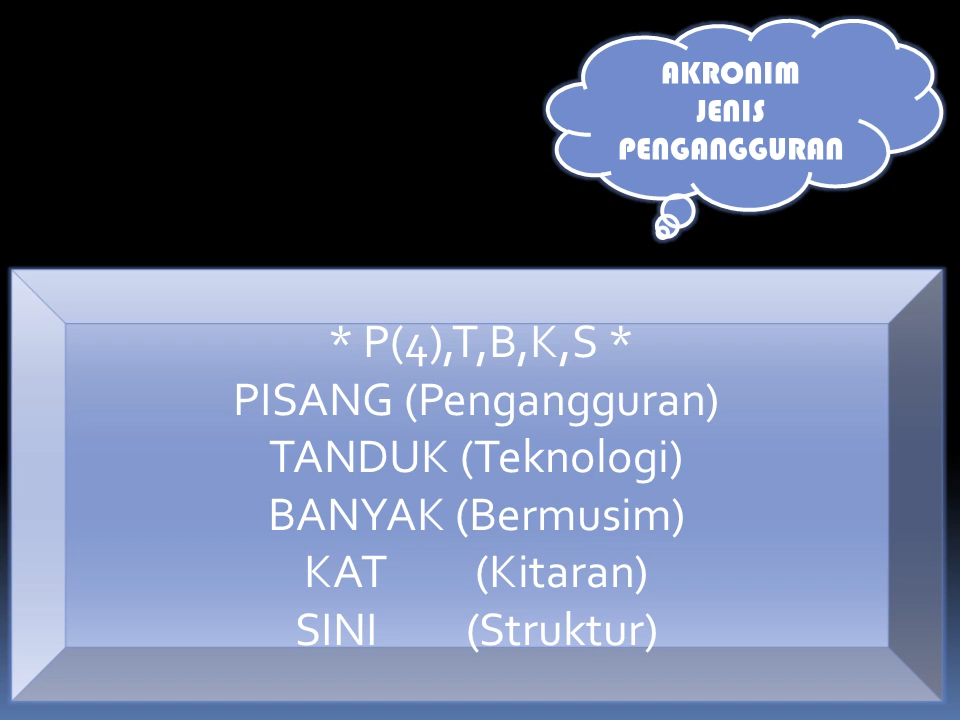 AKRONIM
JENIS
PENGANGGURAN
* P(4),T,B,K,S *
PISANG (Pengangguran)
TANDUK (Teknologi)
BANYAK (Bermusim)
KAT (Kitaran)
SINI (Struktur)